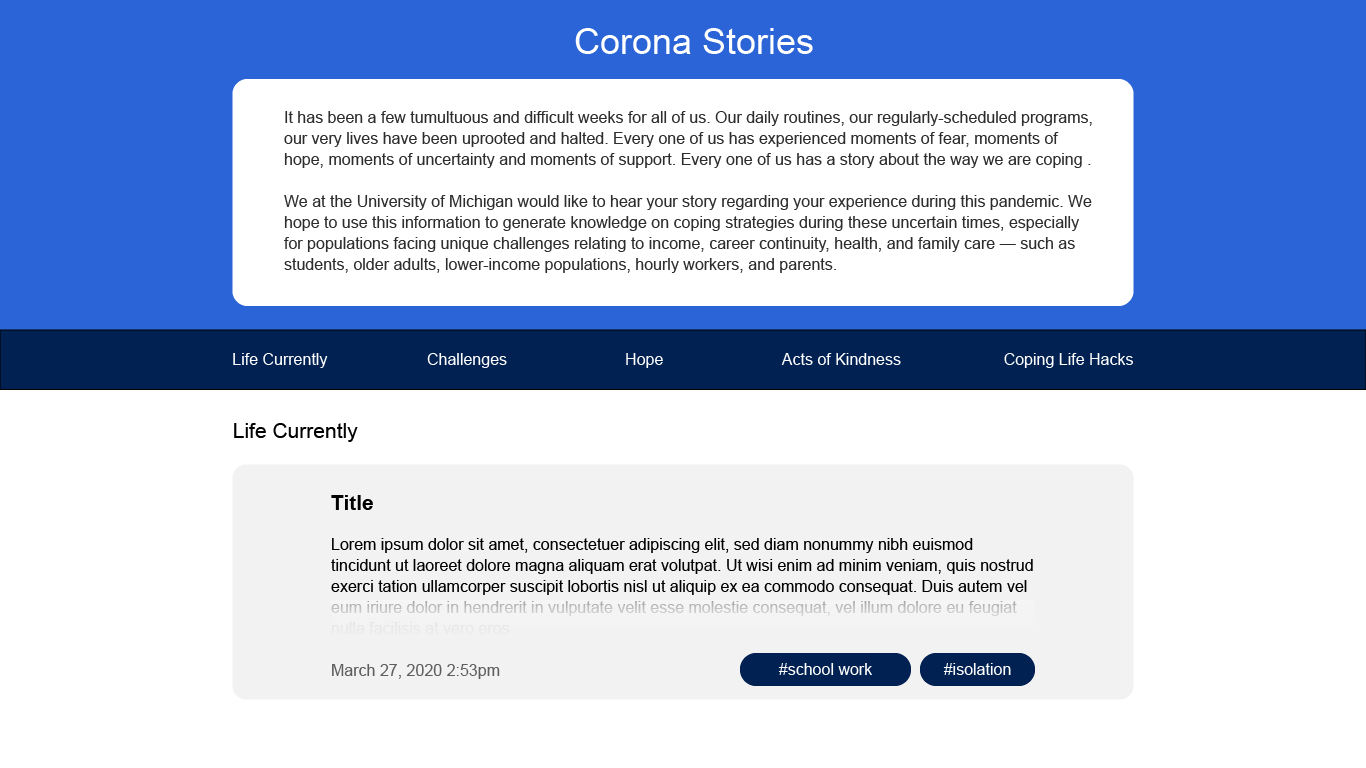 Corona Stories
It has been a few tumultuous and difficult weeks for all of us. Our daily routines, our regularly-scheduled programs,
our very lives have been uprooted and halted. Every one of us has experienced moments of fear, moments of
hope, moments of uncertainty and moments of support. Every one of us has a story about the way we are coping .
We at the University of Michigan would like to hear your story regarding your experience during this pandemic. We
hope to use this information to generate knowledge on coping strategies during these uncertain times, especially
for populations facing unique challenges relating to income, career continuity, health, and family care — such as
students, older adults, lower-income populations, hourly workers, and parents.
Life Currently Challenges Hope Acts of Kindness Coping Life Hacks
Life Currently
Title
Lorem ipsum dolor sit amet, consectetuer adipiscing elit, sed diam nonummy nibh euismod
tincidunt ut laoreet dolore magna aliquam erat volutpat. Ut wisi enim ad minim veniam, quis nostrud
exerci tation ullamcorper suscipit lobortis nisl ut aliquip ex ea commodo consequat. Duis autem vel
eum iriure dolor in hendrerit in vulputate velit esse molestie consequat, vel illum dolore eu feugiat
nulla facilisis at vero eros
March 27, 2020 2:53pm #school work #isolation